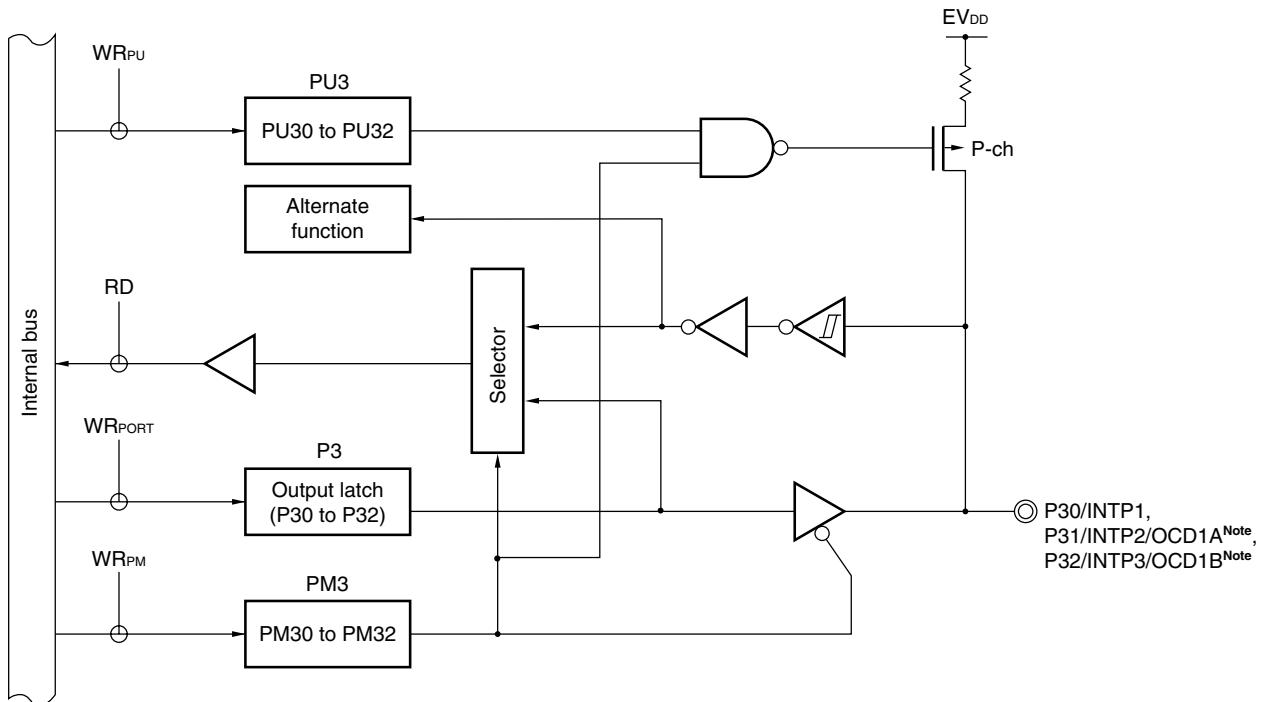 EVDD
WRPU
PU3
PU30 to PU32
P-ch
Alternate
function
RD
Selector
Internal bus
WRPORT
P3
Output latch
(P30 to P32)
P30/INTP1,
P31/INTP2/OCD1ANote,
P32/INTP3/OCD1BNote
WRPM
PM3
PM30 to PM32